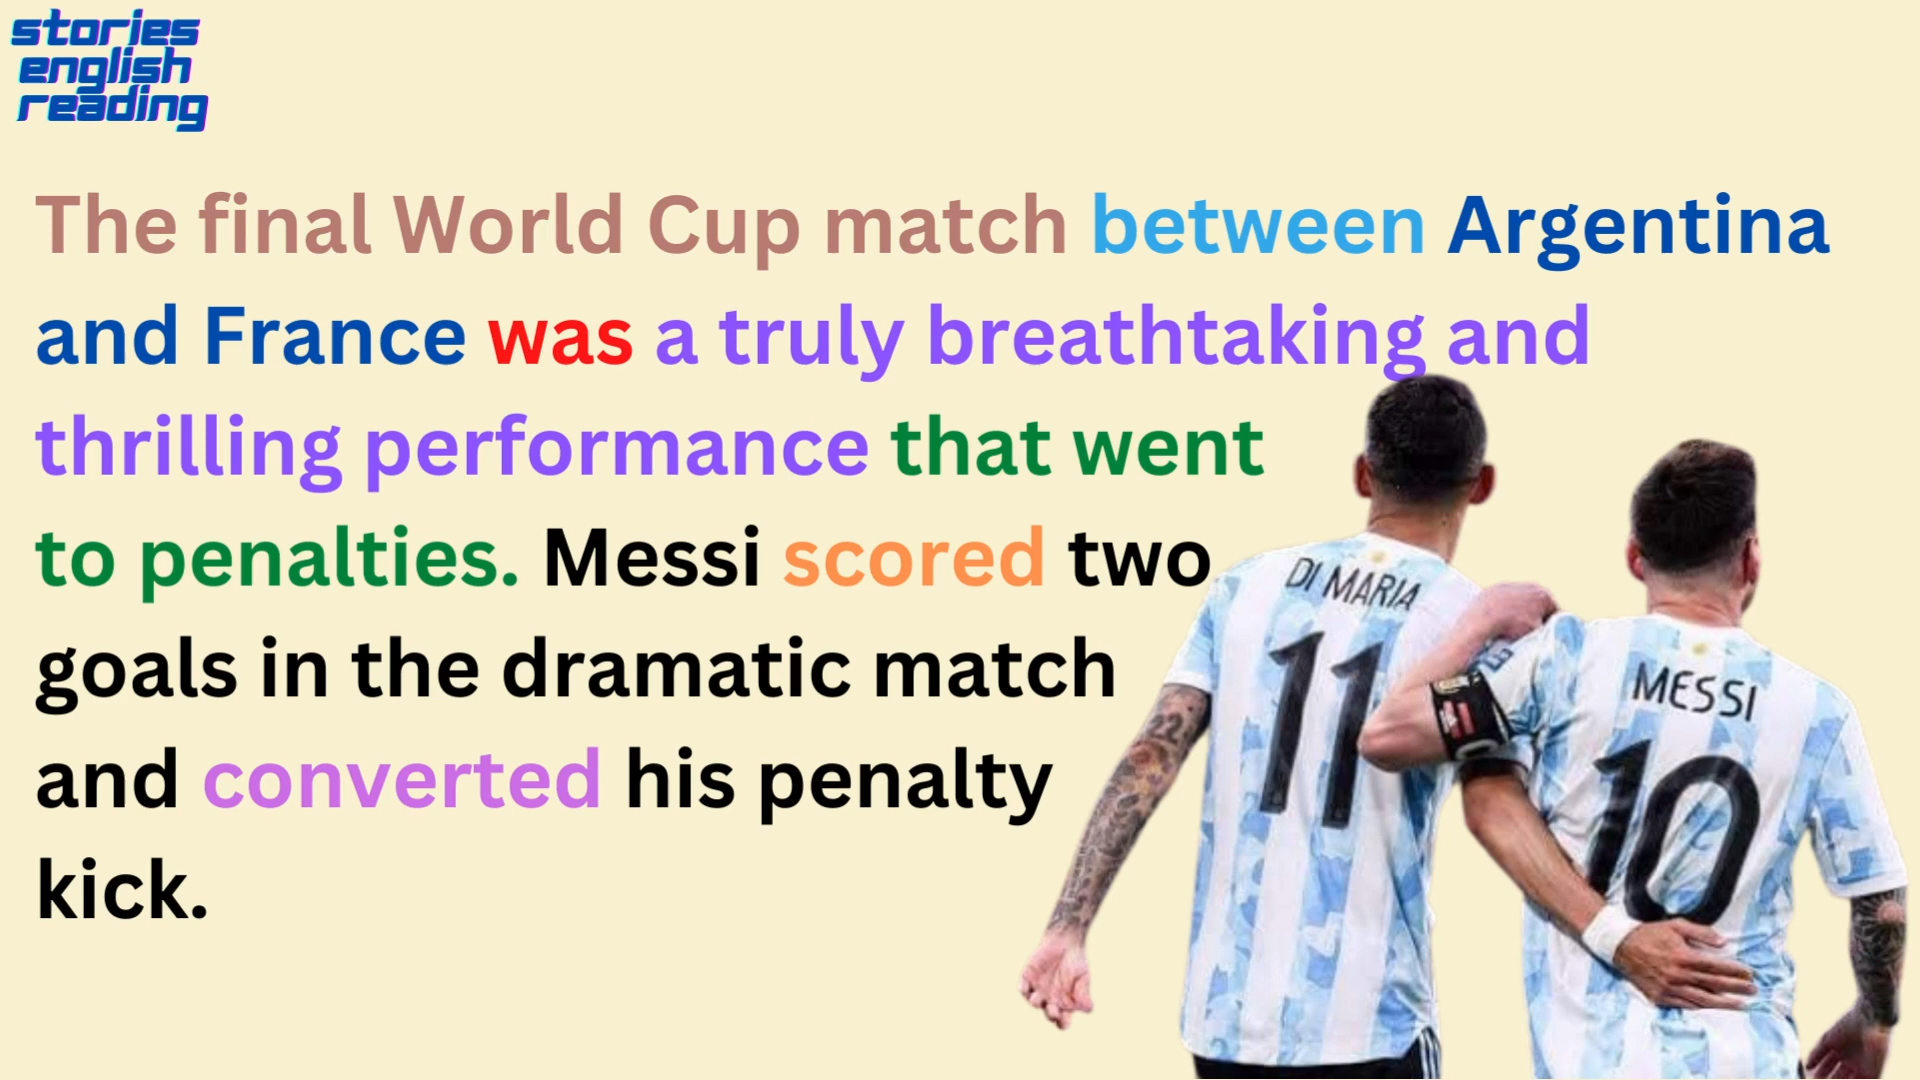 stories
english
reading
The final World Cup match between Argentina
and France was a truly breathtaking and
thrilling performance that went
to penalties. Messi scored two
goals in the dramatic match
and converted his penalty
kick.
DI MARIA
11
MESSI
10
22